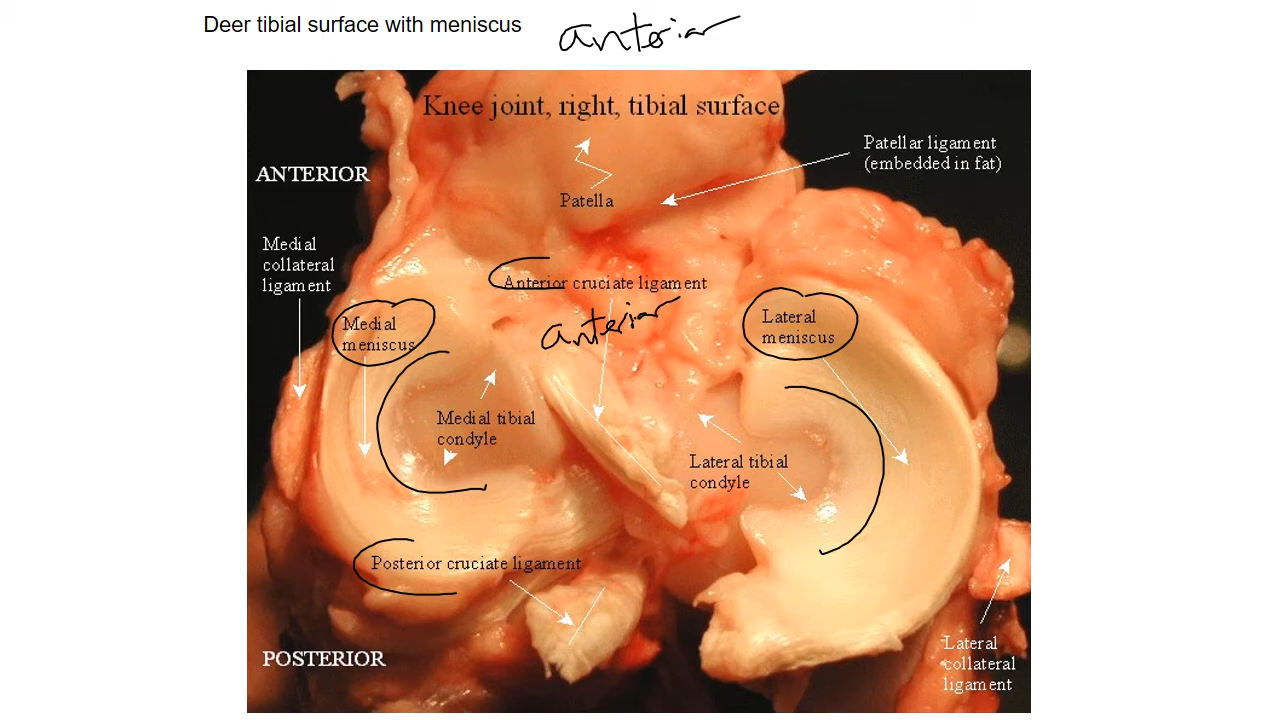 Deer tibial surface with meniscus
anterior
Knee joint, right, tibial surface
Patellar ligament
(embedded in fat)
ANTERIOR
Patella
Medial
collateral
ligament
Anterior cruciate ligament
anterior
Medial
meniscus
Lateral
meniscus
Medial tibial
condyle
Lateral tibial
condyle
Posterior cruciate ligament
POSTERIOR
Lateral
collateral
ligament